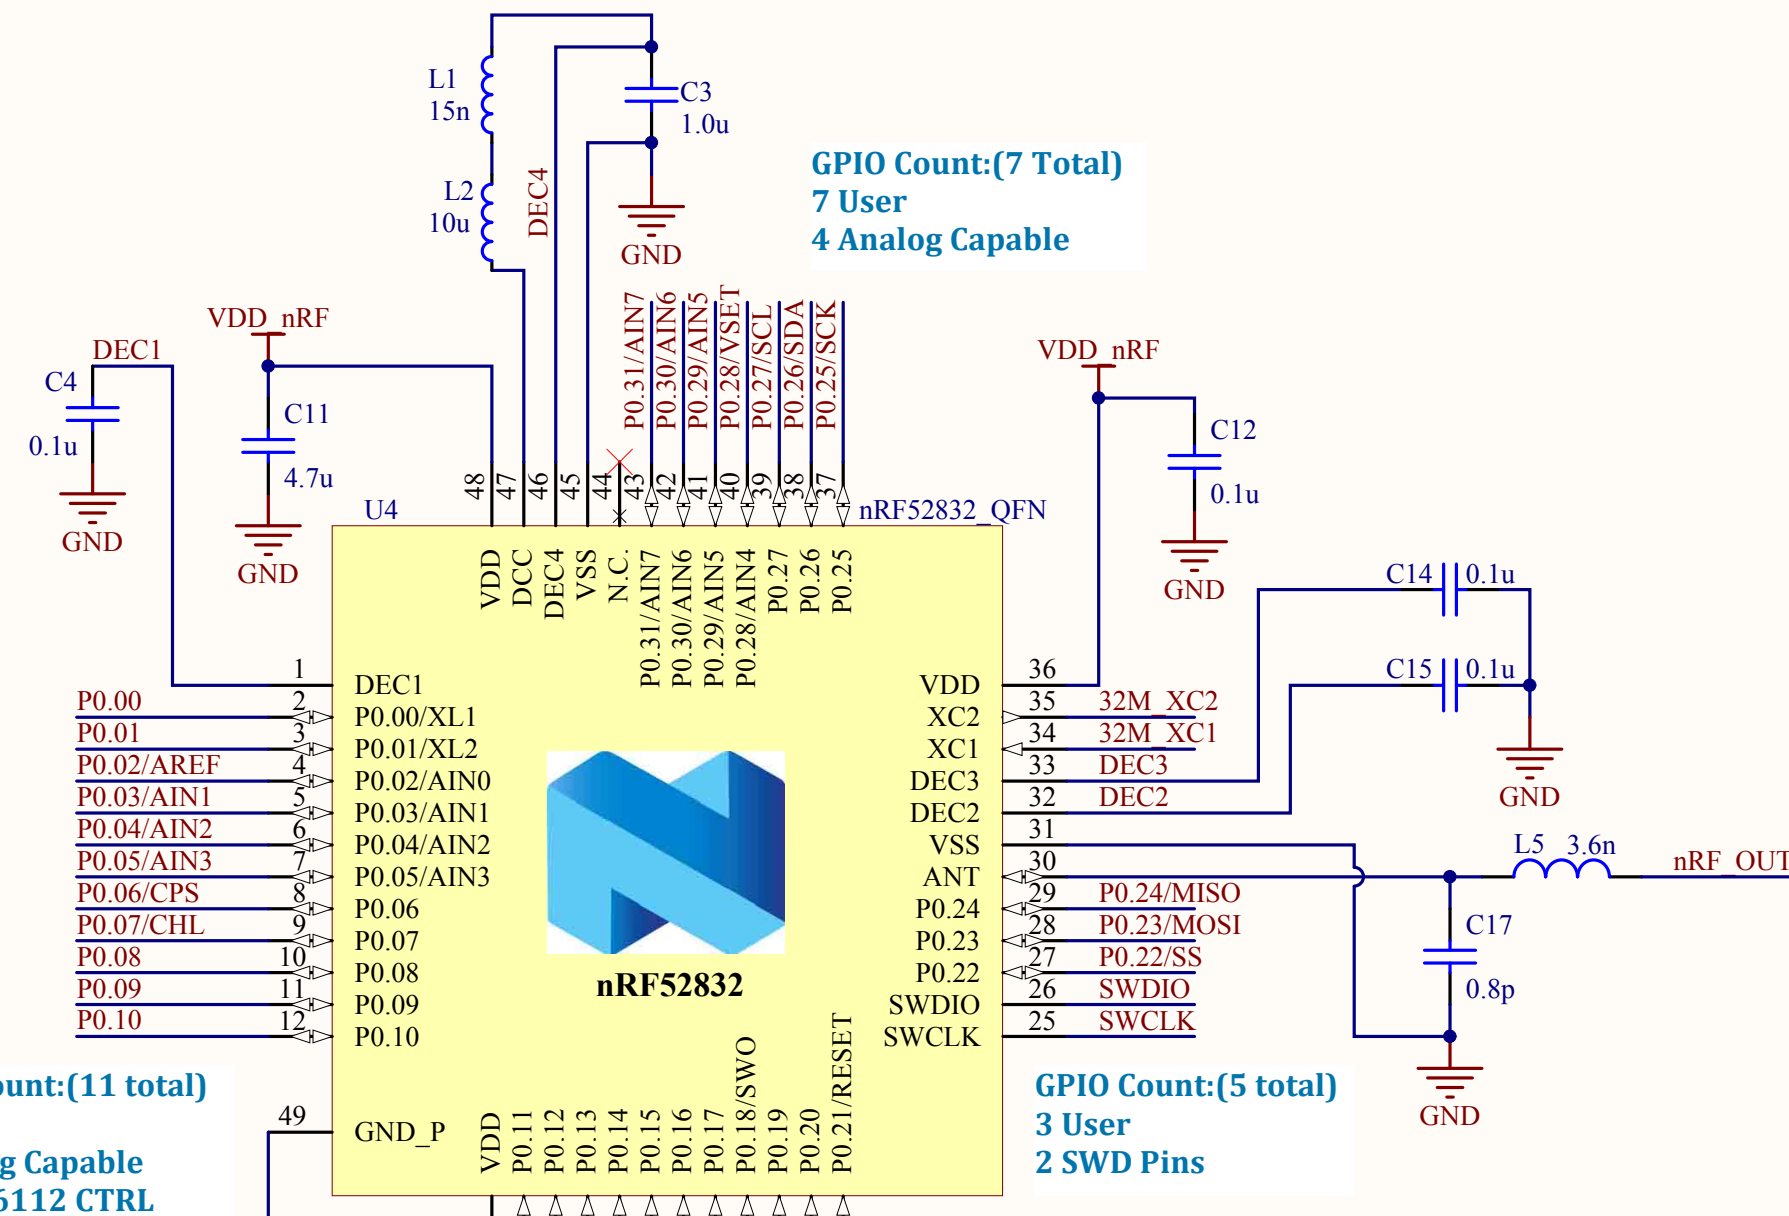 L1
15n
L2
10u
DEC4
C3
1.0u
GND
GPIO Count:(7 Total)
7 User
4 Analog Capable
VDD_nRF
DEC1
C4
0.1u
GND
C11
4.7u
GND
P0.31/AIN7
P0.30/AIN6
P0.29/AIN5
P0.28/VSET
P0.27/SCL
P0.26/SDA
P0.25/SCK
VDD_nRF
C12
0.1u
GND
48
47
46
45
44
43
42
41
40
39
38
37
U4
nRF52832_QFN
VDD
DCC
DEC4
VSS
N.C.
P0.31/AIN7
P0.30/AIN6
P0.29/AIN5
P0.28/AIN4
P0.27
P0.26
P0.25
C14 0.1u
C15 0.1u
GND
1 DEC1
P0.00 2 P0.00/XL1
P0.01 3 P0.01/XL2
P0.02/AREF 4 P0.02/AIN0
P0.03/AIN1 5 P0.03/AIN1
P0.04/AIN2 6 P0.04/AIN2
P0.05/AIN3 7 P0.05/AIN3
P0.06/CPS 8 P0.06
P0.07/CHL 9 P0.07
P0.08 10 P0.08
P0.09 11 P0.09
P0.10 12 P0.10
VDD 36
XC2 35 32M_XC2
XC1 34 32M_XC1
DEC3 33 DEC3
DEC2 32 DEC2
VSS 31
ANT 30
P0.24 29 P0.24/MISO
P0.23 28 P0.23/MOSI
P0.22 27 P0.22/SS
SWDIO 26 SWDIO
SWCLK 25 SWCLK
L5 3.6n
nRF_OUT
C17
0.8p
GND
nRF52832
ount:(11 total)
g Capable
6112 CTRL
49 GND_P
VDD
P0.11
P0.12
P0.13
P0.14
P0.15
P0.16
P0.17
P0.18/SWO
P0.19
P0.20
P0.21/RESET
GPIO Count:(5 total)
3 User
2 SWD Pins